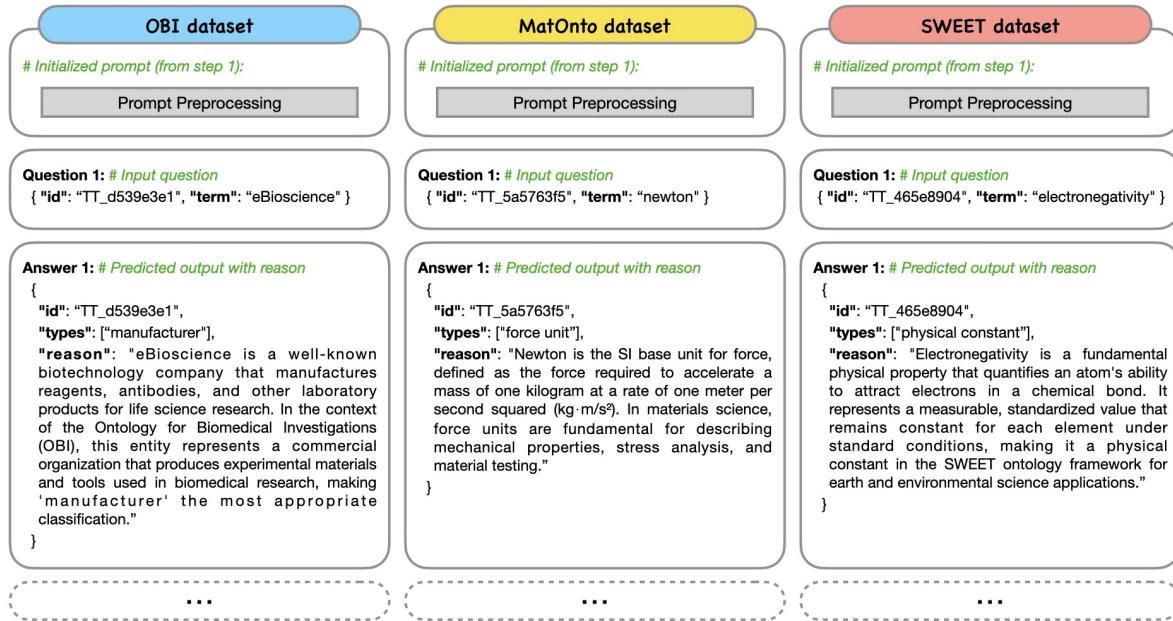 OBI dataset
# Initialized prompt (from step 1):
Prompt Preprocessing
Question 1: # Input question
{ "id": “TT_d539e3e1", "term": “eBioscience" }
Answer 1: # Predicted output with reason
{
"id": “TT_d539e3e1",
"types": [“manufacturer"],
"reason": "eBioscience is a well-known
biotechnology company that manufactures
reagents, antibodies, and other laboratory
products for life science research. In the context
of the Ontology for Biomedical Investigations
(OBI), this entity represents a commercial
organization that produces experimental materials
and tools used in biomedical research, making
'manufacturer' the most appropriate
classification.”
}
...
MatOnto dataset
# Initialized prompt (from step 1):
Prompt Preprocessing
Question 1: # Input question
{ "id": “TT_5a5763f5", "term": “newton" }
Answer 1: # Predicted output with reason
{
"id": “TT_5a5763f5",
"types": ["force unit”],
"reason": "Newton is the SI base unit for force,
defined as the force required to accelerate a
mass of one kilogram at a rate of one meter per
second squared (kg·m/s²). In materials science,
force units are fundamental for describing
mechanical properties, stress analysis, and
material testing.”
}
...
SWEET dataset
# Initialized prompt (from step 1):
Prompt Preprocessing
Question 1: # Input question
{ "id": “TT_465e8904", "term": “electronegativity" }
Answer 1: # Predicted output with reason
{
"id": “TT_465e8904",
"types": ["physical constant”],
"reason": "Electronegativity is a fundamental
physical property that quantifies an atom's ability
to attract electrons in a chemical bond. It
represents a measurable, standardized value that
remains constant for each element under
standard conditions, making it a physical
constant in the SWEET ontology framework for
earth and environmental science applications.”
}
...